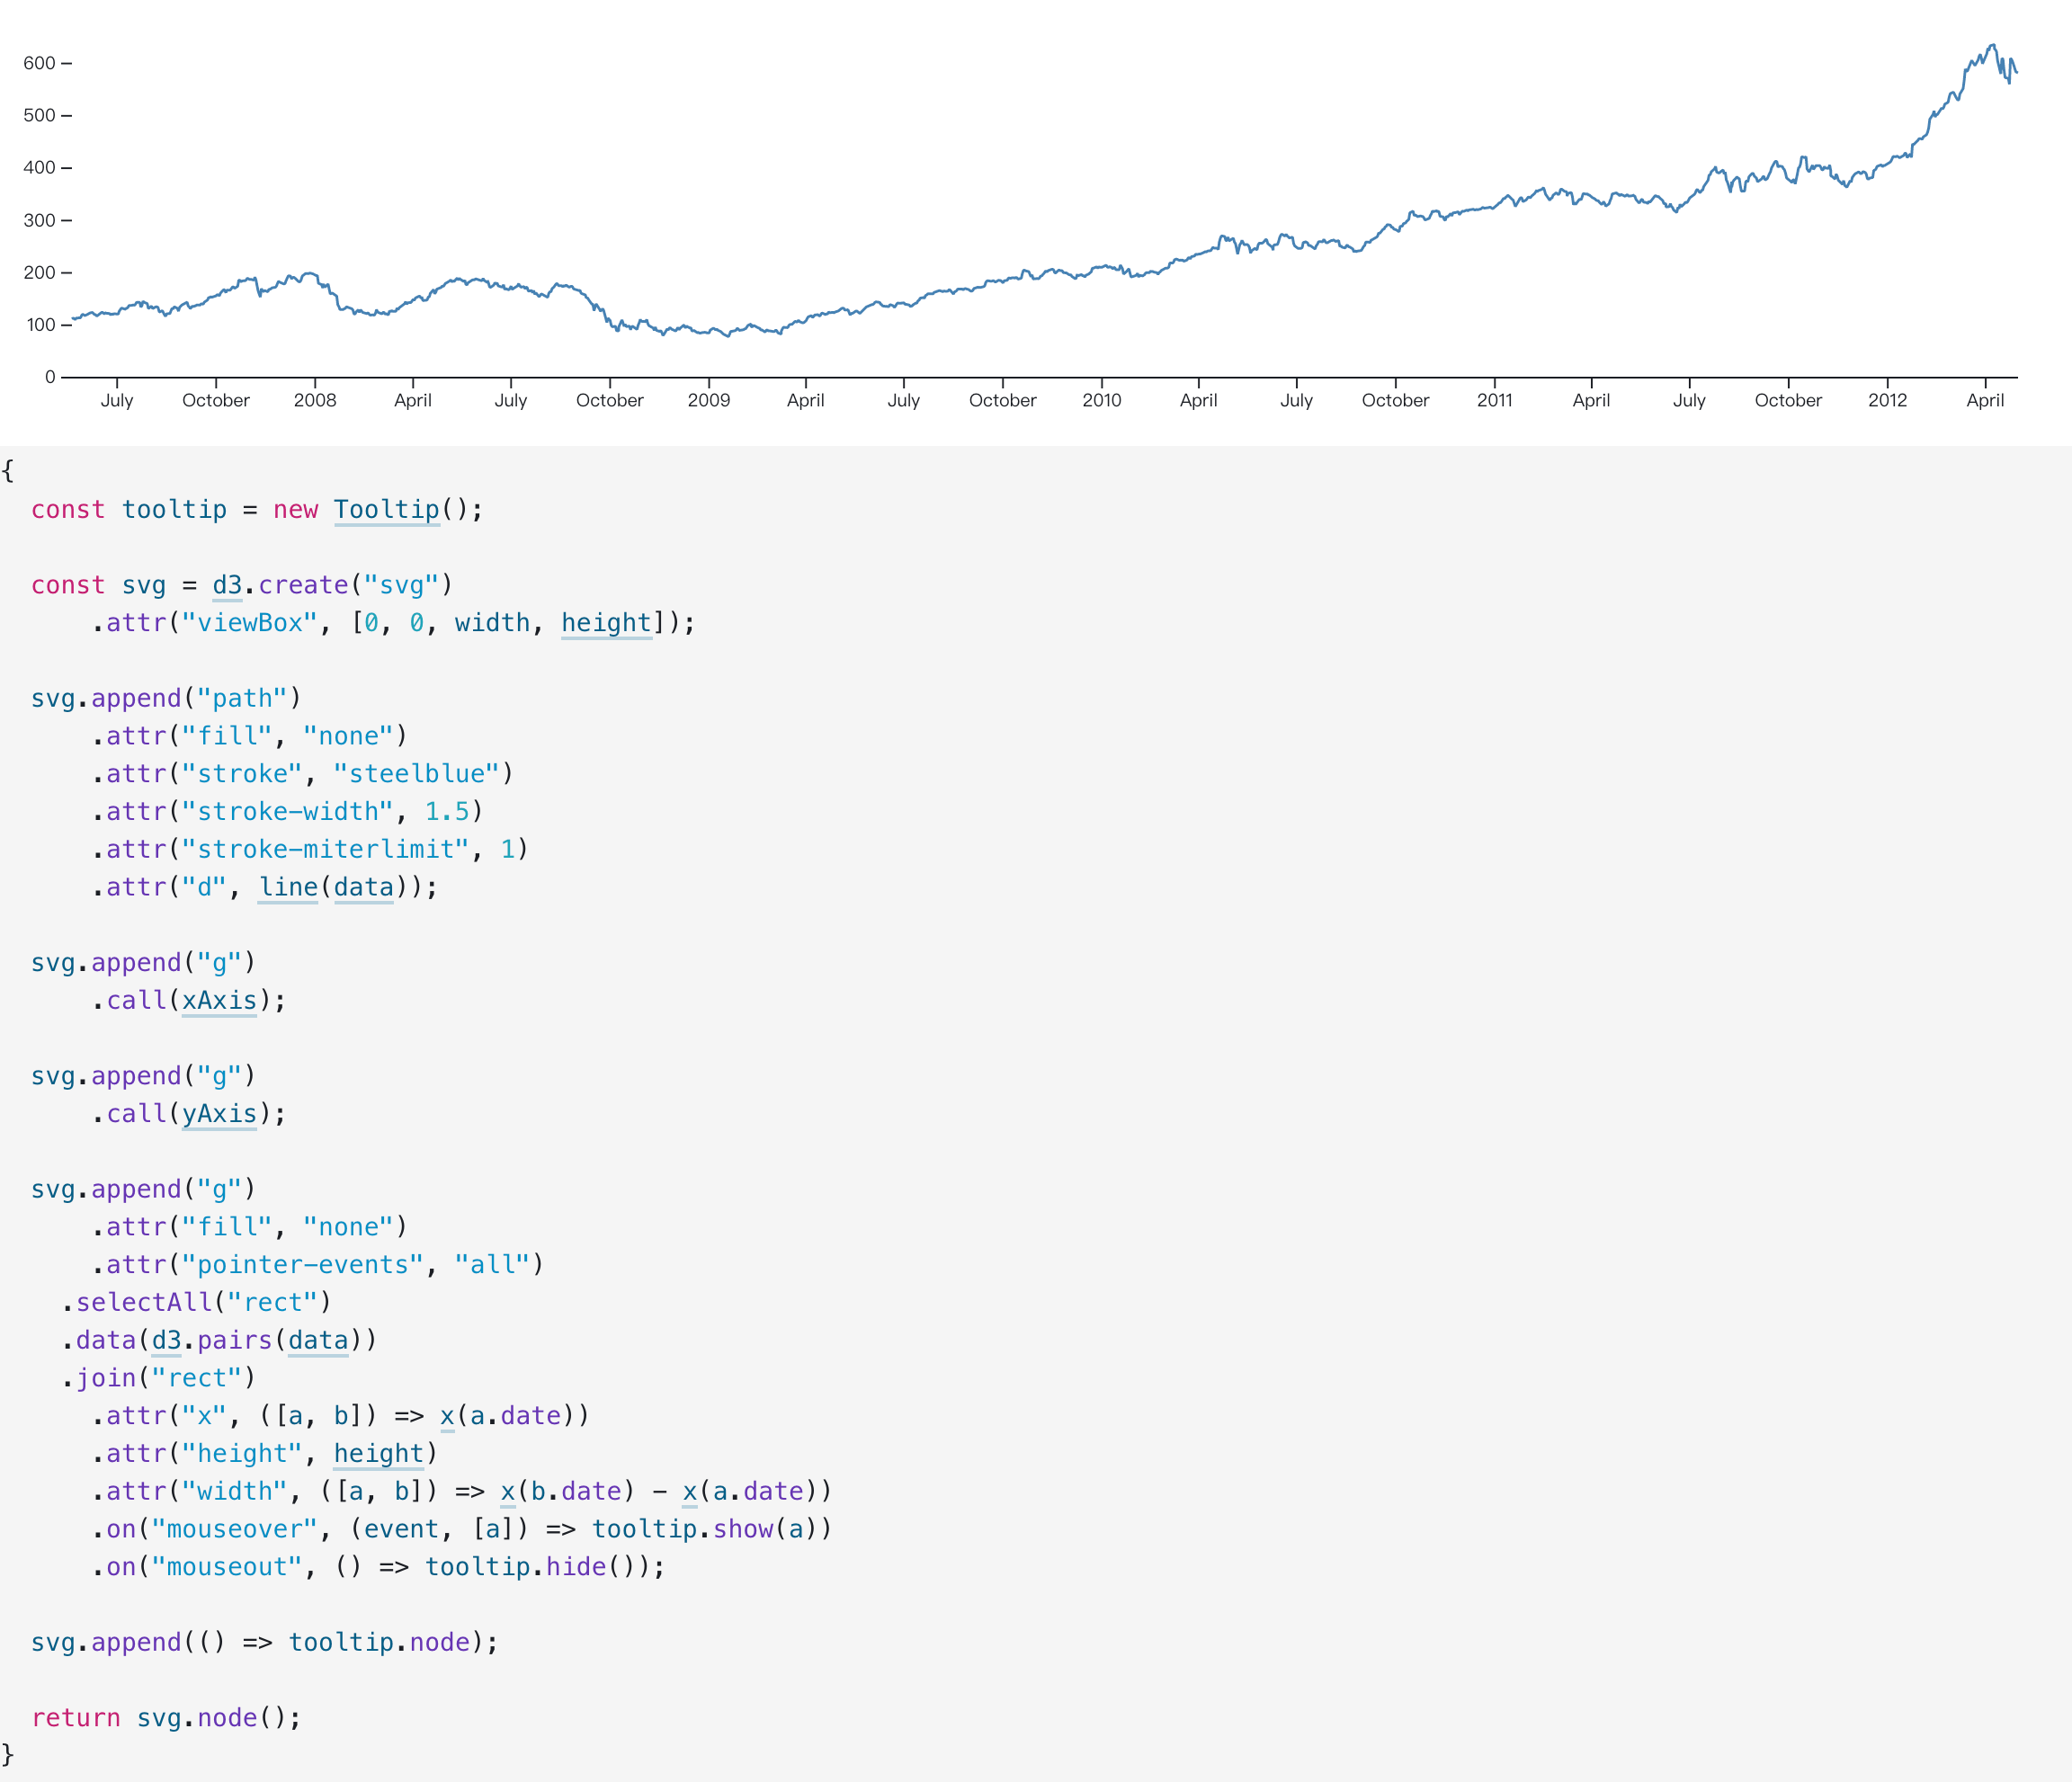 600
500
400
300
200
100
0
July October 2008 April July October 2009 April July October 2010 April July October 2011 April July October 2012 April
{
  const tooltip = new Tooltip();
  const svg = d3.create("svg")
      .attr("viewBox", [0, 0, width, height]);
  svg.append("path")
      .attr("fill", "none")
      .attr("stroke", "steelblue")
      .attr("stroke-width", 1.5)
      .attr("stroke-miterlimit", 1)
      .attr("d", line(data));
  svg.append("g")
      .call(xAxis);
  svg.append("g")
      .call(yAxis);
  svg.append("g")
      .attr("fill", "none")
      .attr("pointer-events", "all")
    .selectAll("rect")
    .data(d3.pairs(data))
    .join("rect")
      .attr("x", ([a, b]) => x(a.date))
      .attr("height", height)
      .attr("width", ([a, b]) => x(b.date) - x(a.date))
      .on("mouseover", (event, [a]) => tooltip.show(a))
      .on("mouseout", () => tooltip.hide());
  svg.append(() => tooltip.node);
  return svg.node();
}